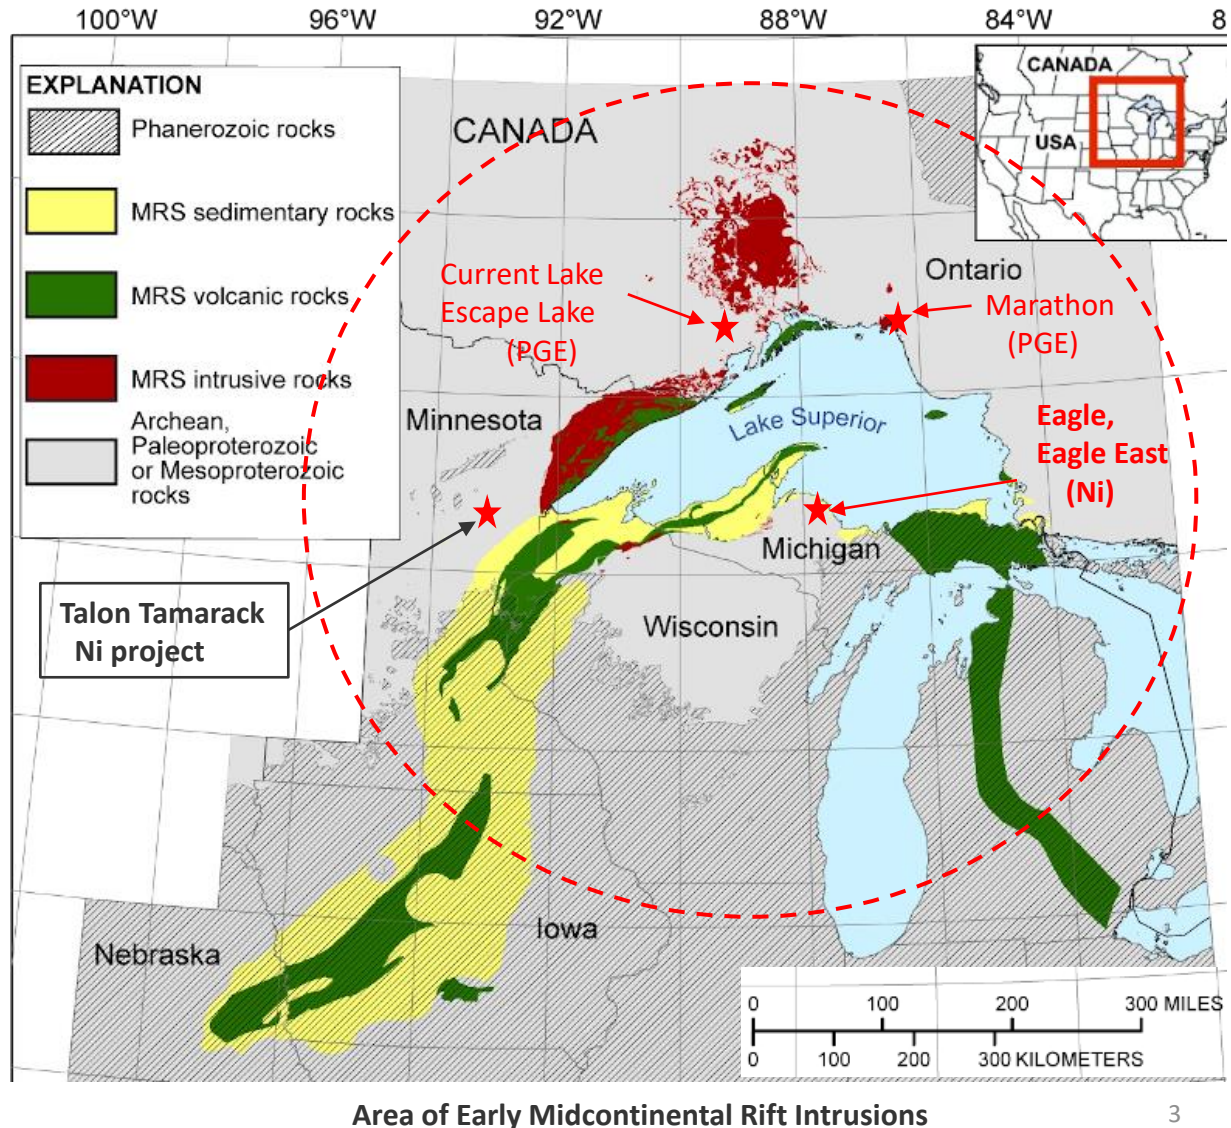 100°W
96°W
92°W
88°W
84°W
8
EXPLANATION
Phanerozoic rocks
MRS sedimentary rocks
MRS volcanic rocks
MRS intrusive rocks
Archean,
Paleoproterozoic
or Mesoproterozoic
rocks
CANADA
CANADA
USA
Current Lake
Escape Lake
(PGE)
Ontario
Marathon
(PGE)
Minnesota
Lake Superior
Eagle,
Eagle East
(Ni)
Michigan
Talon Tamarack
Ni project
Wisconsin
Iowa
Nebraska
0 100 200 300 MILES
0 100 200 300 KILOMETERS
Area of Early Midcontinental Rift Intrusions
3